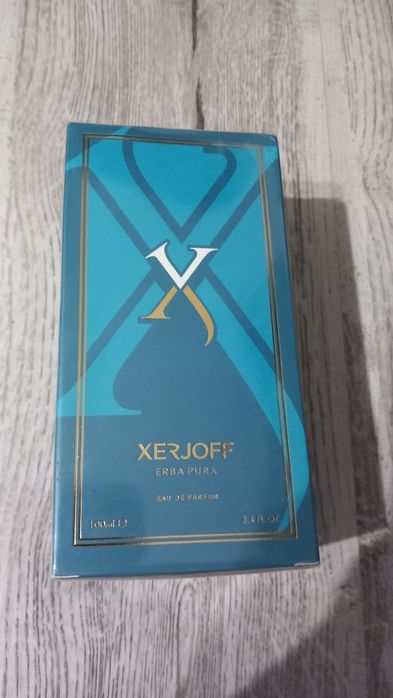 XERJOFF
ERBA PURA
EAU DE PARFUM
100ml ℮ 3.4 FL.OZ